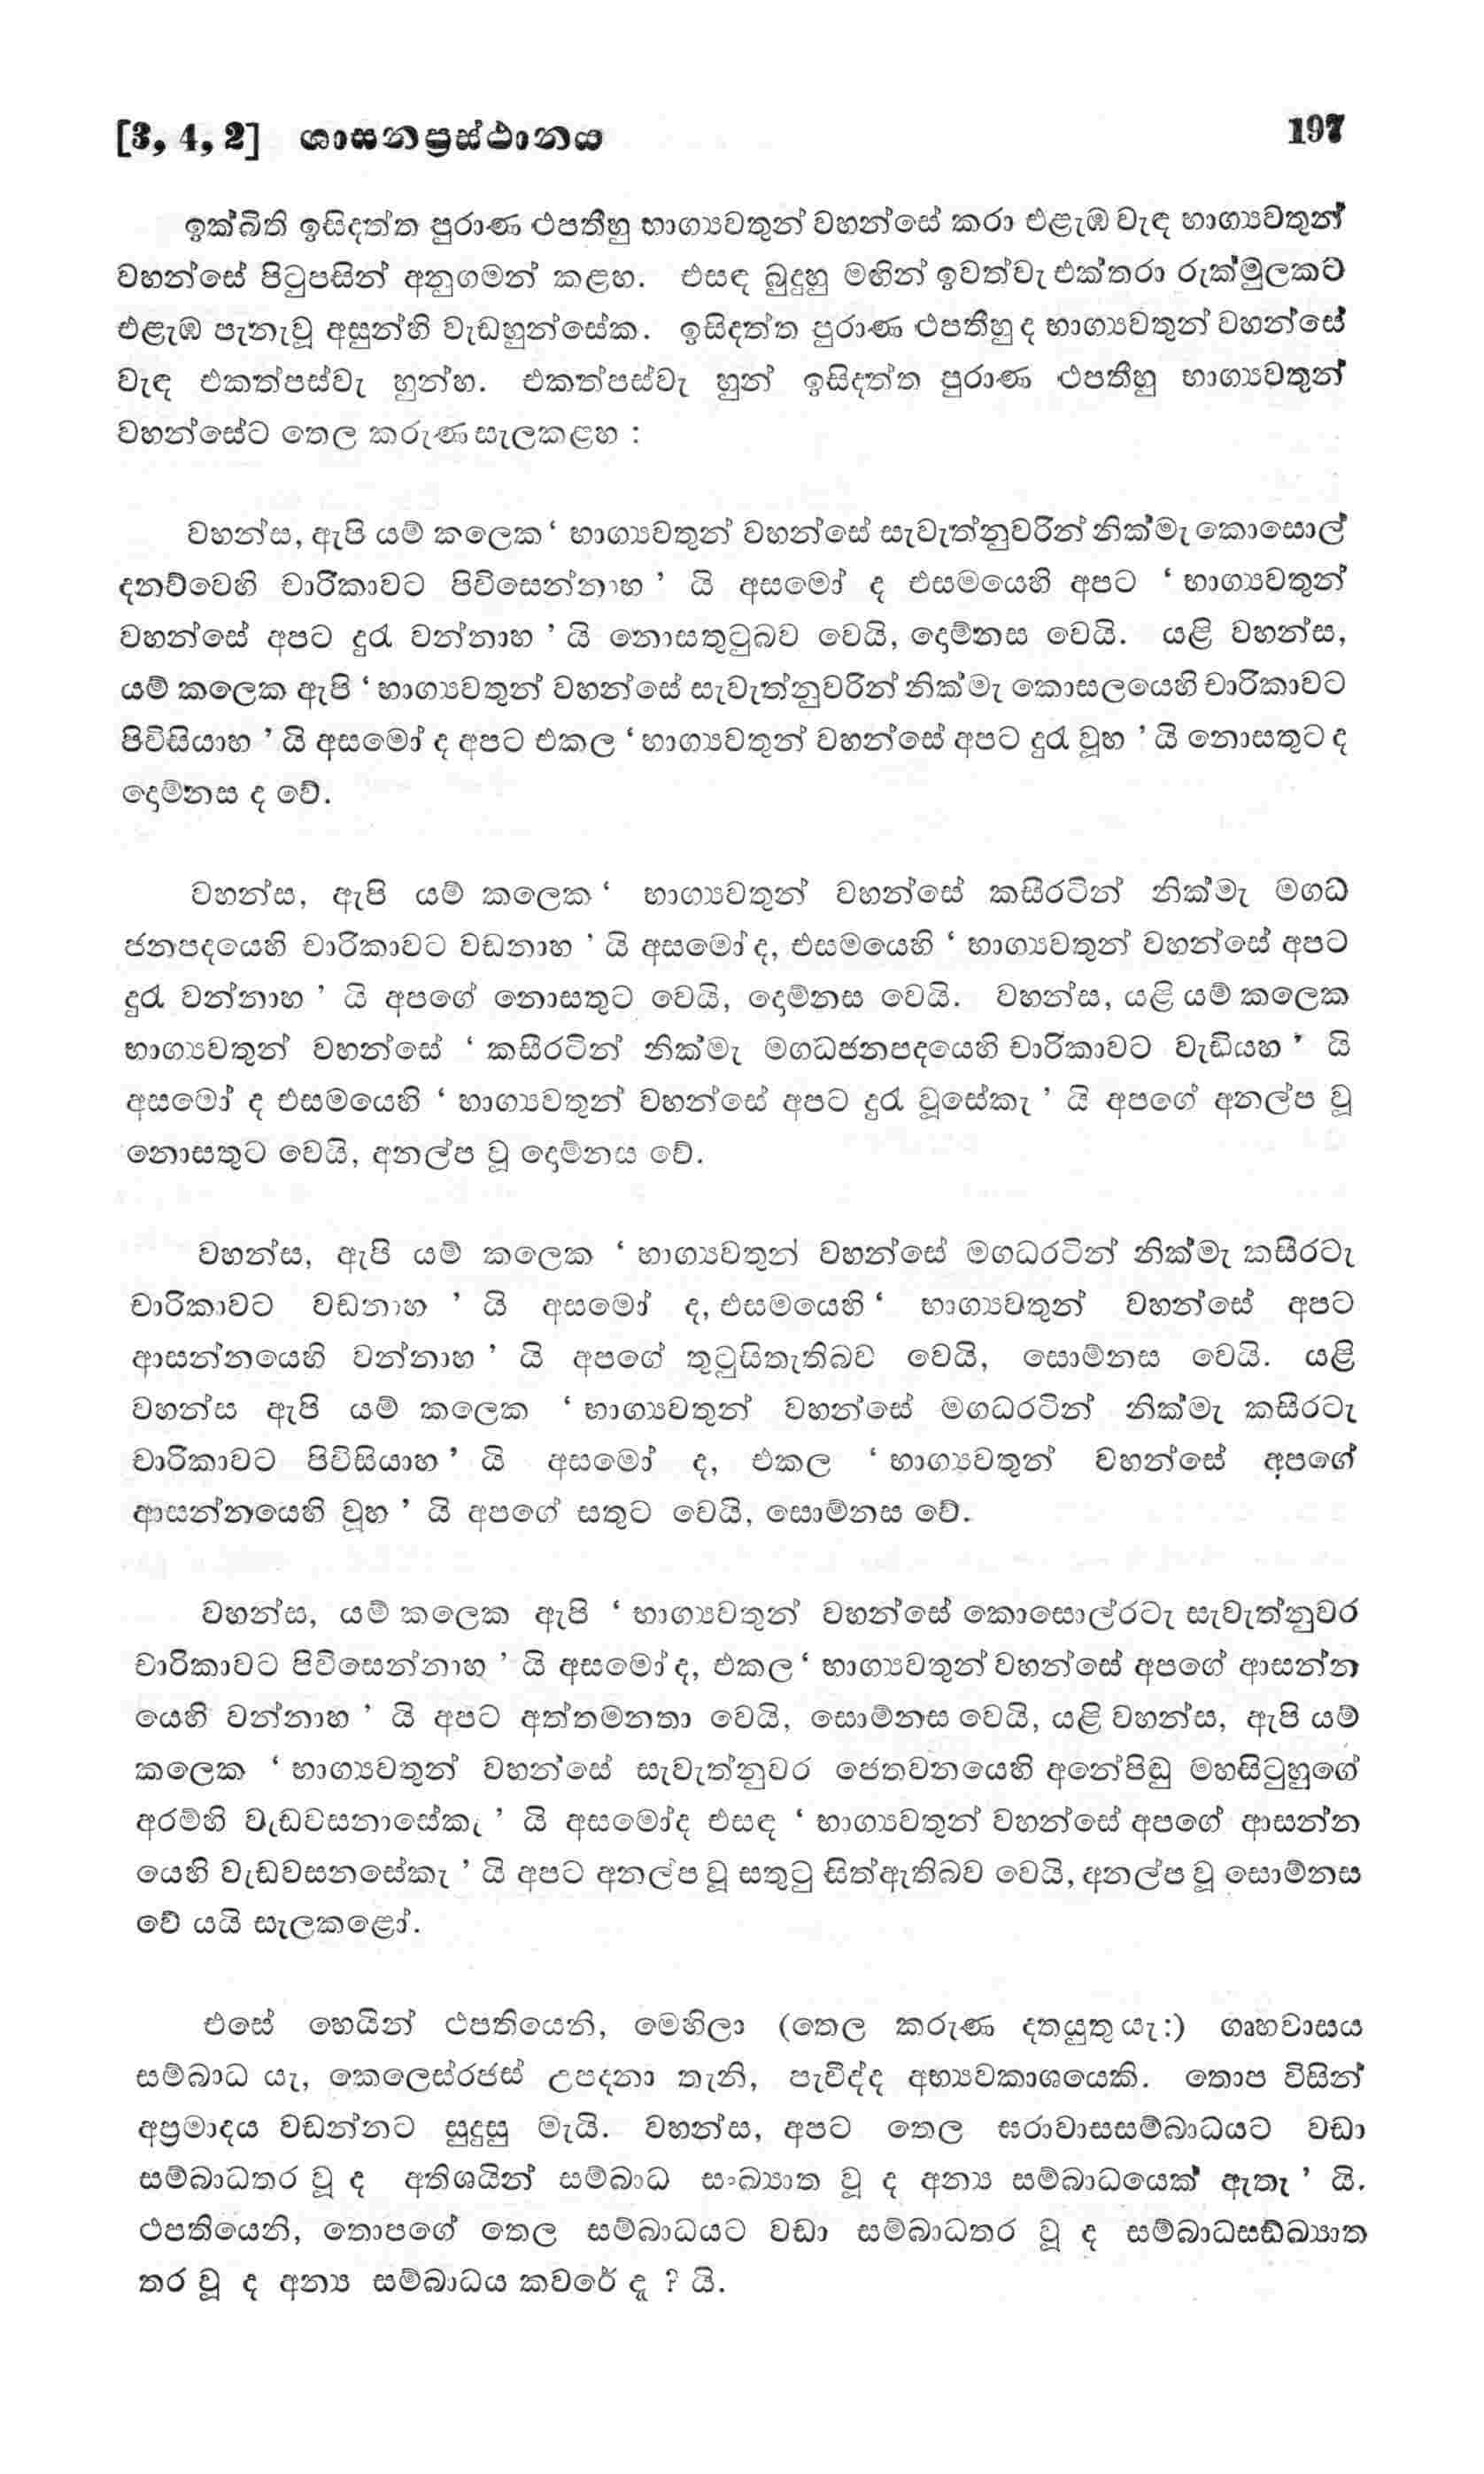 [3, 4, 2] ශාසනප්‍රස්ථානය 197
ඉක්බිති ඉසිදත්ත පුරාණ ථපතීහු භාග්‍යවතුන් වහන්සේ කරා එළැඹ වැඳ භාග්‍යවතුන්
වහන්සේ පිටුපසින් අනුගමන් කළහ. එසඳ බුදුහු මඟින් ඉවත්වැ එක්තරා රුක්මුලකට
එළැඹ පැනැවූ අසුන්හි වැඩහුන්සේක. ඉසිදත්ත පුරාණ ථපතීහු ද භාග්‍යවතුන් වහන්සේ
වැඳ එකත්පස්වැ හුන්හ. එකත්පස්වැ හුන් ඉසිදත්ත පුරාණ ථපතීහු භාග්‍යවතුන්
වහන්සේට තෙල කරුණ සැලකළහ :
වහන්ස, ඇපි යම් කලෙක ‘ භාග්‍යවතුන් වහන්සේ සැවැත්නුවරින් නික්මැ කොසොල්
දනව්වෙහි චාරිකාවට පිවිසෙන්නාහ ’ යි අසමෝ ද එසමයෙහි අපට ‘ භාග්‍යවතුන්
වහන්සේ අපට දුරැ වන්නාහ ’ යි නොසතුටුබව වෙයි, දොම්නස වෙයි. යළි වහන්ස,
යම් කලෙක ඇපි ‘ භාග්‍යවතුන් වහන්සේ සැවැත්නුවරින් නික්මැ කොසලයෙහි චාරිකාවට
පිවිසියාහ ’ යි අසමෝ ද අපට එකල ‘ භාග්‍යවතුන් වහන්සේ අපට දුරැ වූහ ’ යි නොසතුට ද
දොම්නස ද වේ.
වහන්ස, ඇපි යම් කලෙක ‘ භාග්‍යවතුන් වහන්සේ කසීරටින් නික්මැ මගධ
ජනපදයෙහි චාරිකාවට වඩනාහ ’ යි අසමෝ ද, එසමයෙහි ‘ භාග්‍යවතුන් වහන්සේ අපට
දුරැ වන්නාහ ’ යි අපගේ නොසතුට වෙයි, දොම්නස වෙයි. වහන්ස, යළි යම් කලෙක
භාග්‍යවතුන් වහන්සේ ‘ කසීරටින් නික්මැ මගධජනපදයෙහි චාරිකාවට වැඩියහ ’ යි
අසමෝ ද එසමයෙහි ‘ භාග්‍යවතුන් වහන්සේ අපට දුරැ වූසේකැ ’ යි අපගේ අනල්ප වූ
නොසතුට වෙයි, අනල්ප වූ දොම්නස වේ.
වහන්ස, ඇපි යම් කලෙක ‘ භාග්‍යවතුන් වහන්සේ මගධරටින් නික්මැ කසීරටැ
චාරිකාවට වඩනාහ ’ යි අසමෝ ද, එසමයෙහි ‘ භාග්‍යවතුන් වහන්සේ අපට
ආසන්නයෙහි වන්නාහ ’ යි අපගේ තුටුසිතැතිබව වෙයි, සොම්නස වෙයි. යළි
වහන්ස ඇපි යම් කලෙක ‘ භාග්‍යවතුන් වහන්සේ මගධරටින් නික්මැ කසීරටැ
චාරිකාවට පිවිසියාහ ’ යි අසමෝ ද, එකල ‘ භාග්‍යවතුන් වහන්සේ අපගේ
ආසන්නයෙහි වූහ ’ යි අපගේ සතුට වෙයි, සොම්නස වේ.
වහන්ස, යම් කලෙක ඇපි ‘ භාග්‍යවතුන් වහන්සේ කොසොල්රටැ සැවැත්නුවර
චාරිකාවට පිවිසෙන්නාහ ’ යි අසමෝ ද, එකල ‘ භාග්‍යවතුන් වහන්සේ අපගේ ආසන්න
යෙහි වන්නාහ ’ යි අපට අත්තමනතා වෙයි, සොම්නස වෙයි, යළි වහන්ස, ඇපි යම්
කලෙක ‘ භාග්‍යවතුන් වහන්සේ සැවැත්නුවර ජෙතවනයෙහි අනේපිඬු මහසිටුහුගේ
අරම්හි වැඩවසනාසේකැ ’ යි අසමෝද එසඳ ‘ භාග්‍යවතුන් වහන්සේ අපගේ ආසන්න
යෙහි වැඩවසනසේකැ ’ යි අපට අනල්ප වූ සතුටු සිත්ඇතිබව වෙයි, අනල්ප වූ සොම්නස
වේ යයි සැලකළෝ.
එසේ හෙයින් ථපතියෙනි, මෙහිලා (තෙල කරුණ දතයුතු යැ:) ගෘහවාසය
සම්බාධ යැ, කෙලෙස්රජස් උපදනා තැනි, පැවිද්ද අභ්‍යවකාශයෙකි. තොප විසින්
අප්‍රමාදය වඩන්නට සුදුසු මැයි. වහන්ස, අපට තෙල ඝරාවාසසම්බාධයට වඩා
සම්බාධතර වූ ද අතිශයින් සම්බාධ සංඛ්‍යාත වූ ද අන්‍ය සම්බාධයෙක් ඇතැ ’ යි.
ථපතියෙනි, තොපගේ තෙල සම්බාධයට වඩා සම්බාධතර වූ ද සම්බාධසඞ්ඛ්‍යාත
තර වූ ද අන්‍ය සම්බාධය කවරේ දැ ? යි.